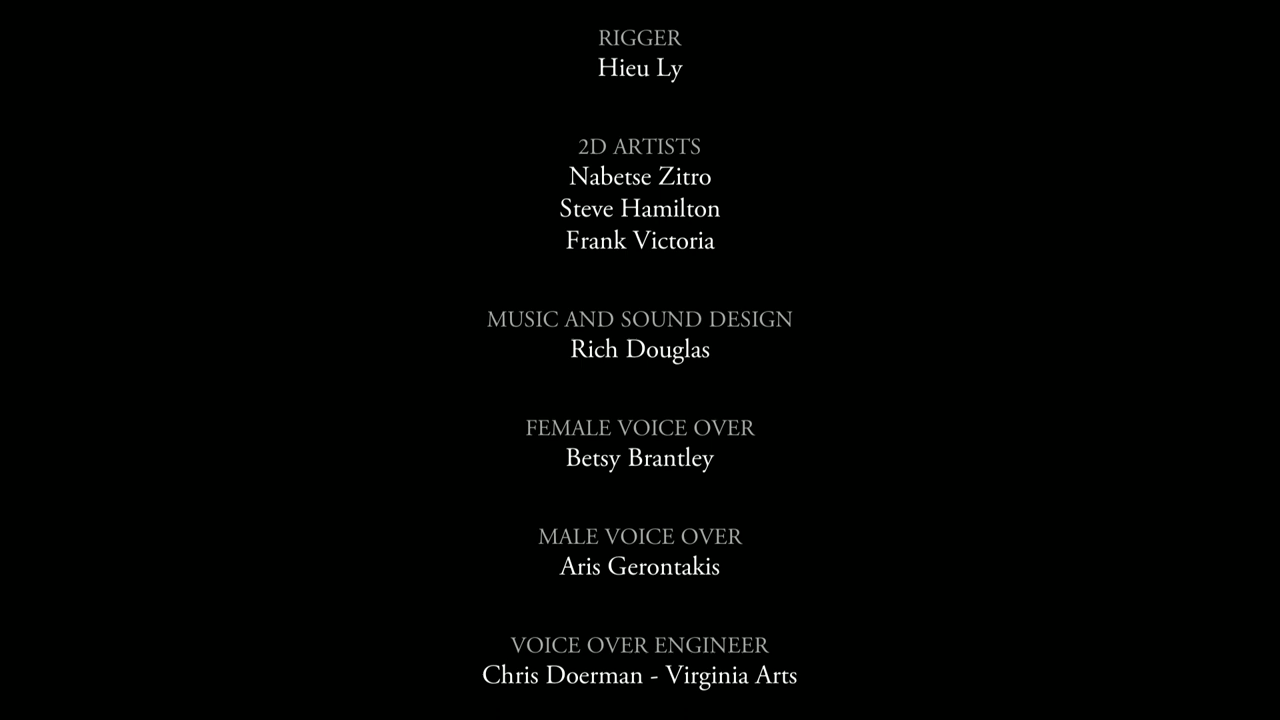 RIGGER
Hieu Ly
2D ARTISTS
Nabetse Zitro
Steve Hamilton
Frank Victoria
MUSIC AND SOUND DESIGN
Rich Douglas
FEMALE VOICE OVER
Betsy Brantley
MALE VOICE OVER
Aris Gerontakis
VOICE OVER ENGINEER
Chris Doerman - Virginia Arts